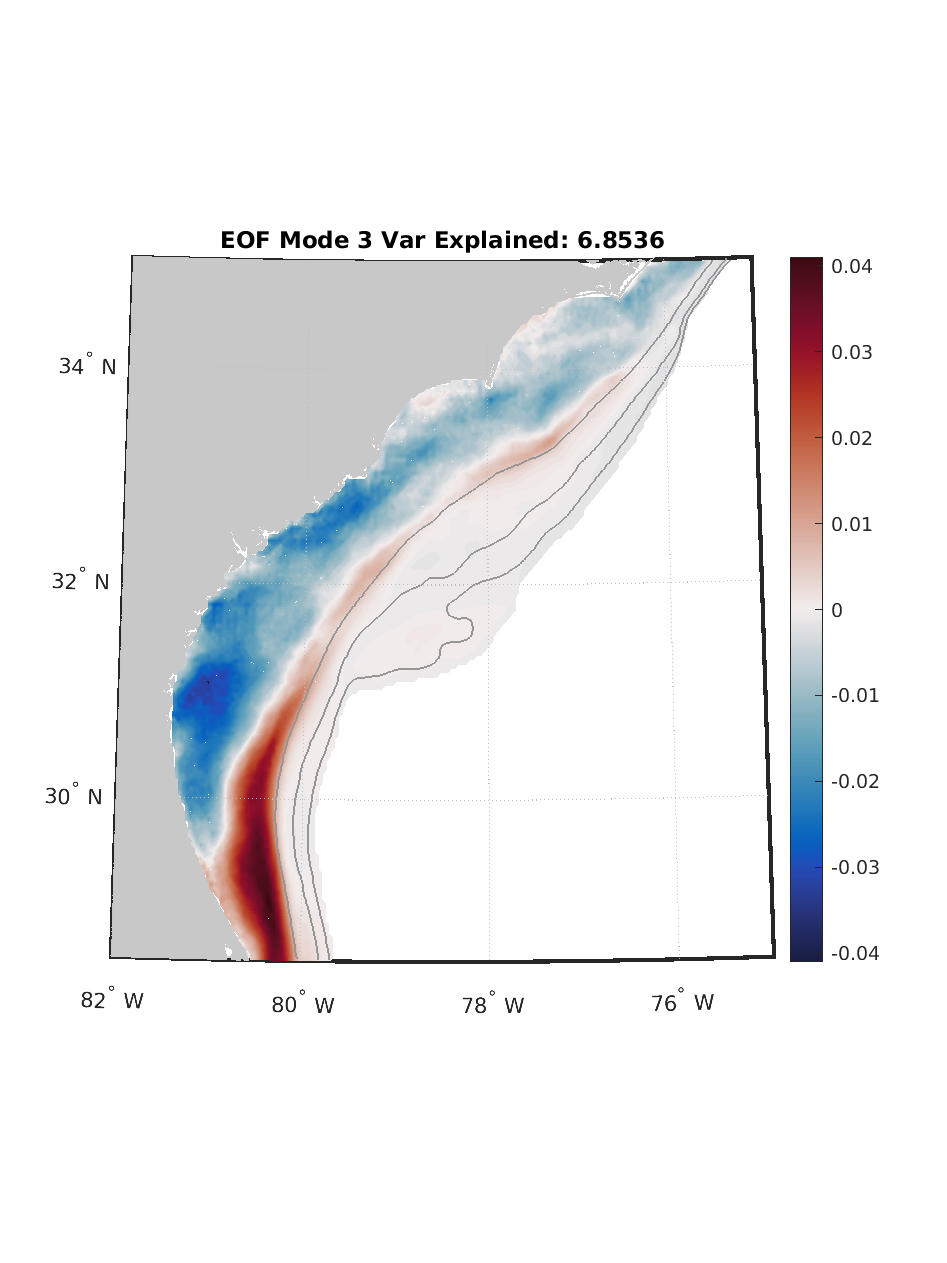 EOF Mode 3 Var Explained: 6.8536
0.04
34° N
0.03
0.02
0.01
32° N
0
-0.01
30° N
-0.02
-0.03
-0.04
82° W
80° W
78° W
76° W